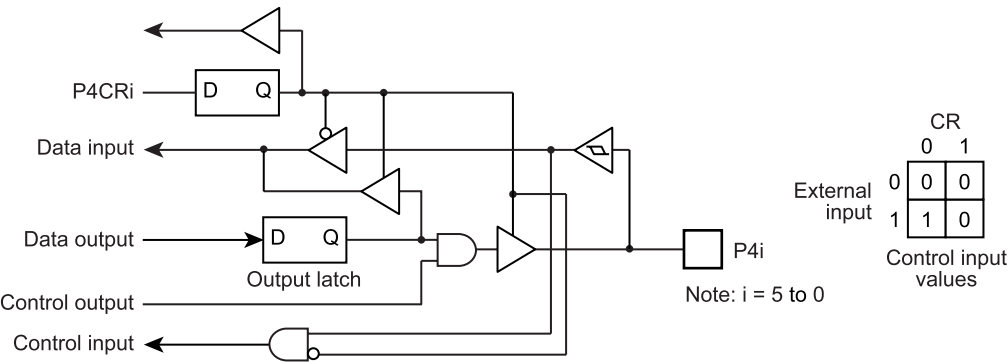 P4CRi
D Q
Data input
Data output
D Q
Output latch
Control output
Control input
P4i
Note: i = 5 to 0
CR
0 1
External input
0 0 0
1 1 0
Control input values